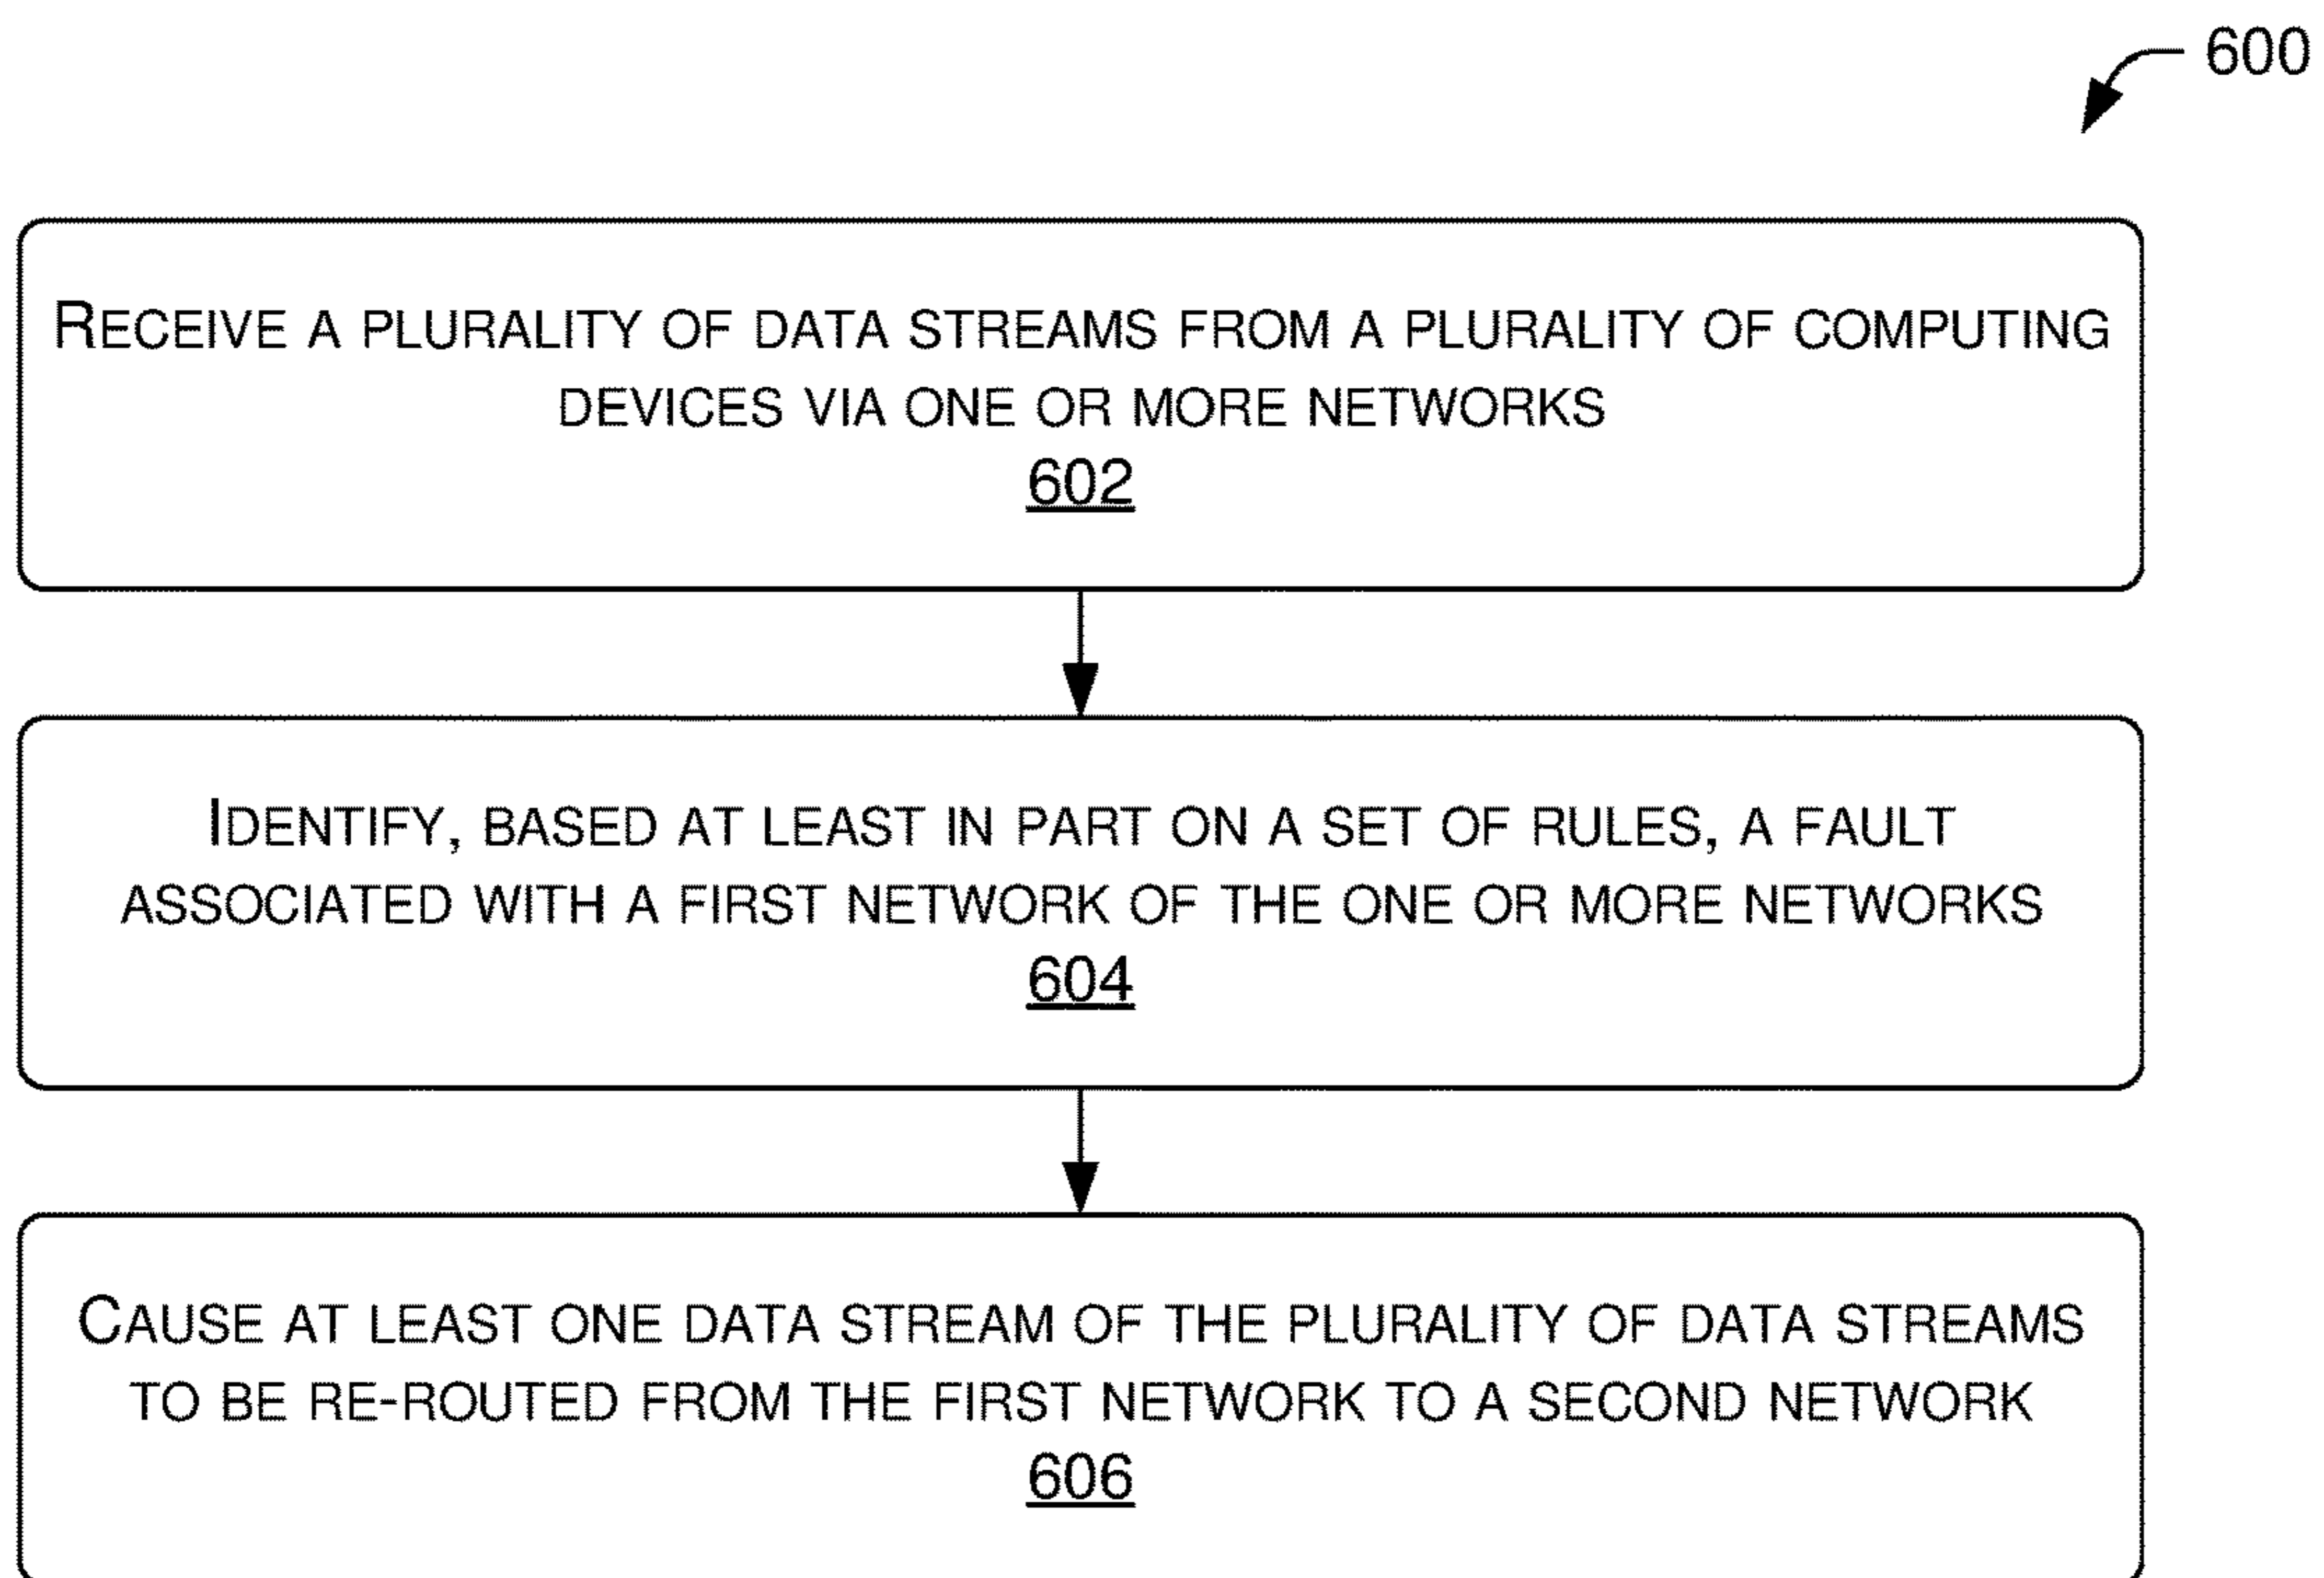 600
RECEIVE A PLURALITY OF DATA STREAMS FROM A PLURALITY OF COMPUTING
DEVICES VIA ONE OR MORE NETWORKS
602
IDENTIFY, BASED AT LEAST IN PART ON A SET OF RULES, A FAULT
ASSOCIATED WITH A FIRST NETWORK OF THE ONE OR MORE NETWORKS
604
CAUSE AT LEAST ONE DATA STREAM OF THE PLURALITY OF DATA STREAMS
TO BE RE-ROUTED FROM THE FIRST NETWORK TO A SECOND NETWORK
606